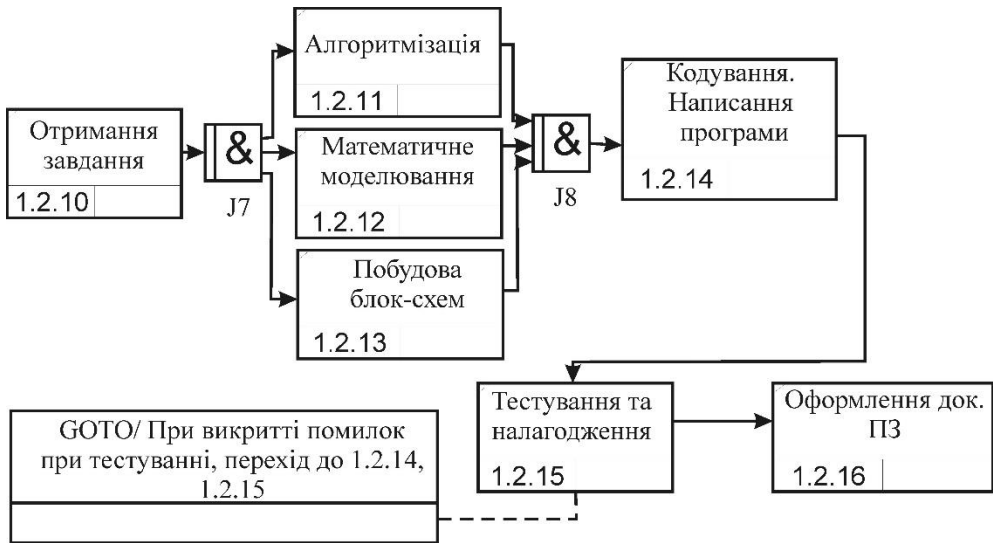 Отримання
завдання
1.2.10
&
J7
Алгоритмізація
1.2.11
Математичне
моделювання
1.2.12
Побудова
блок-схем
1.2.13
&
J8
Кодування.
Написання
програми
1.2.14
Тестування та
налагодження
1.2.15
Оформлення док.
ПЗ
1.2.16
GOTO/ При викритті помилок
при тестуванні, перехід до 1.2.14,
1.2.15